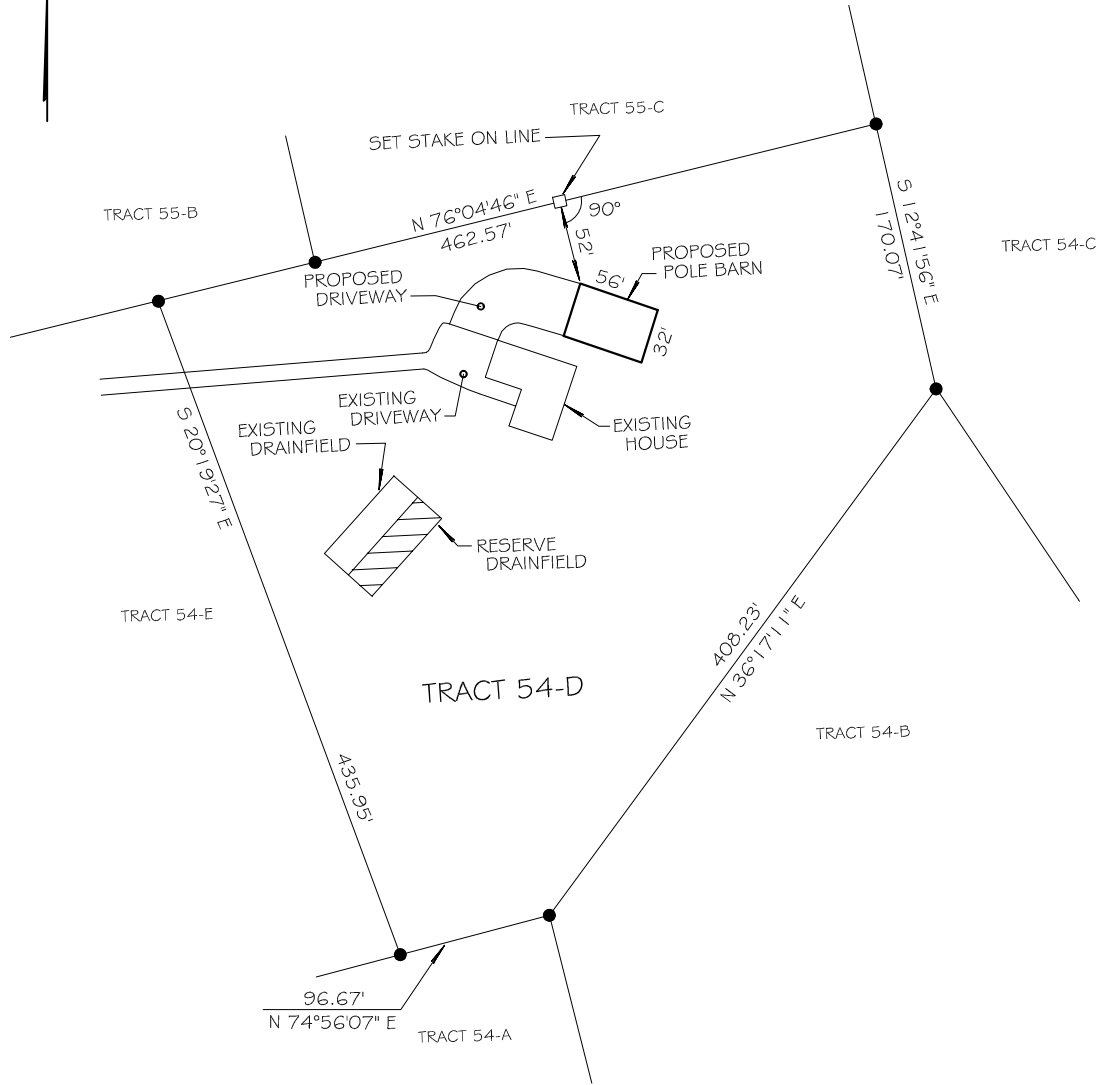 TRACT 55-C
SET STAKE ON LINE
TRACT 55-B
N 76°04'46" E
462.57'
90°
52'
S 12°41'56" E
170.07'
TRACT 54-C
PROPOSED
POLE BARN
56'
32'
PROPOSED
DRIVEWAY
EXISTING
DRIVEWAY
EXISTING
HOUSE
EXISTING
DRAINFIELD
S 20°19'27" E
RESERVE
DRAINFIELD
TRACT 54-E
408.23'
N 36°17'11" E
TRACT 54-D
TRACT 54-B
435.95'
96.67'
N 74°56'07" E
TRACT 54-A